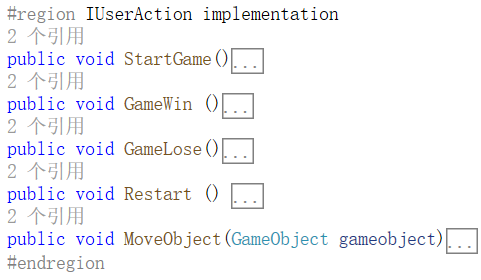 #region IUserAction implementation
2 个引用
public void StartGame()...
2 个引用
public void GameWin ()...
2 个引用
public void GameLose()...
2 个引用
public void Restart () ...
2 个引用
public void MoveObject(GameObject gameobject)...
#endregion